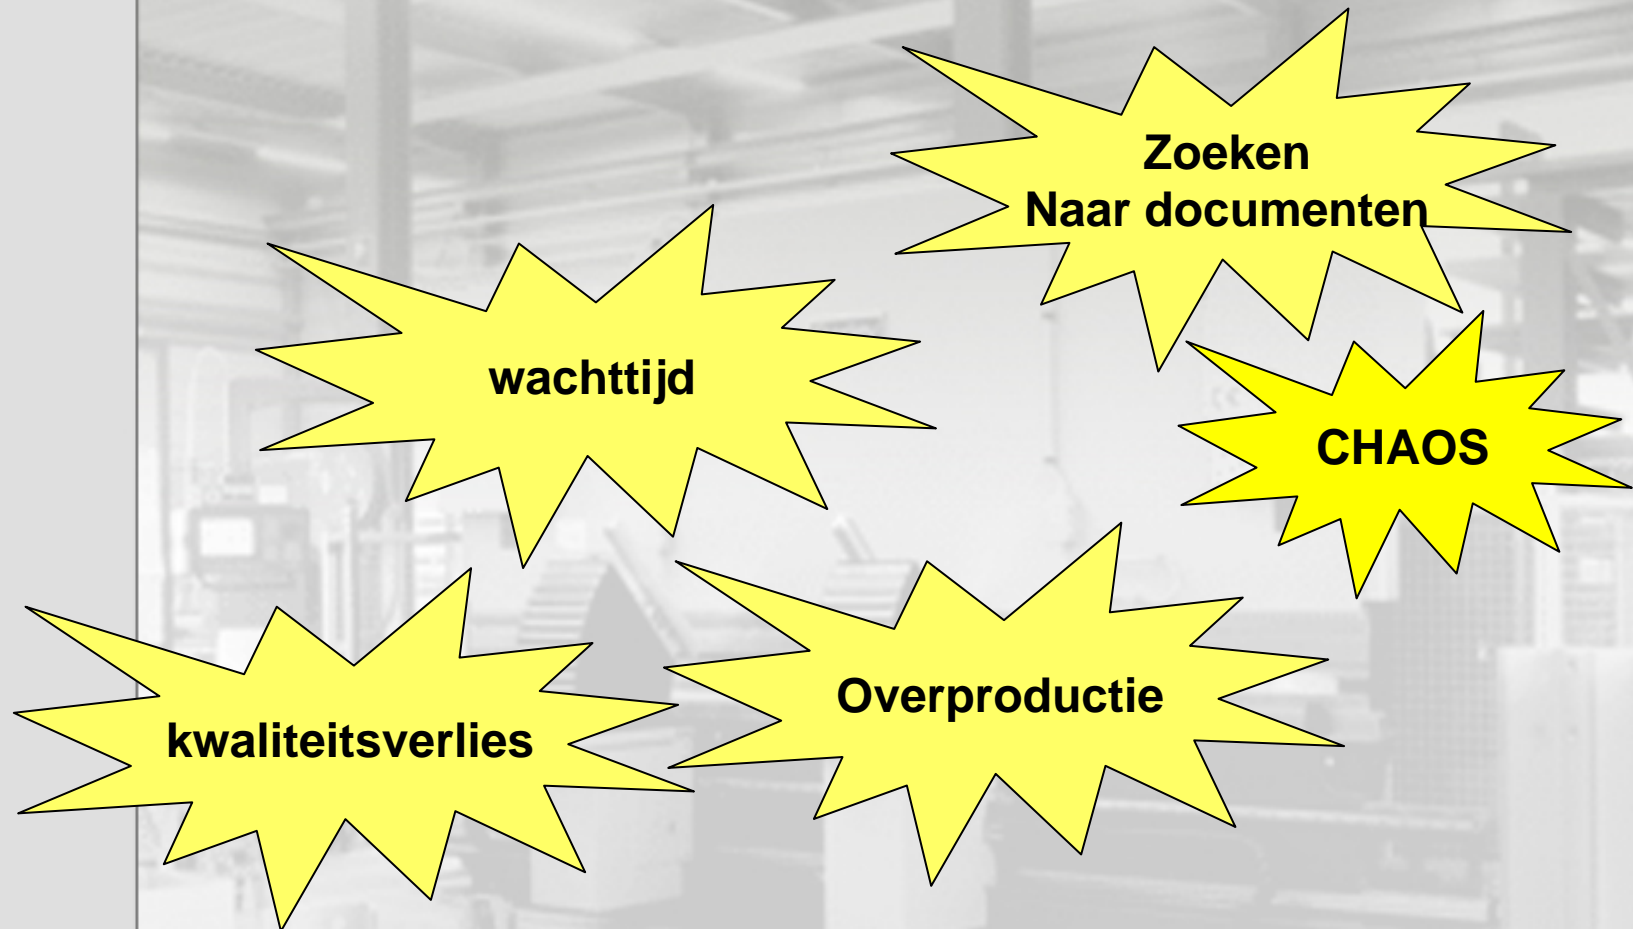 Zoeken
Naar documenten
wachttijd
CHAOS
Overproductie
kwaliteitsverlies